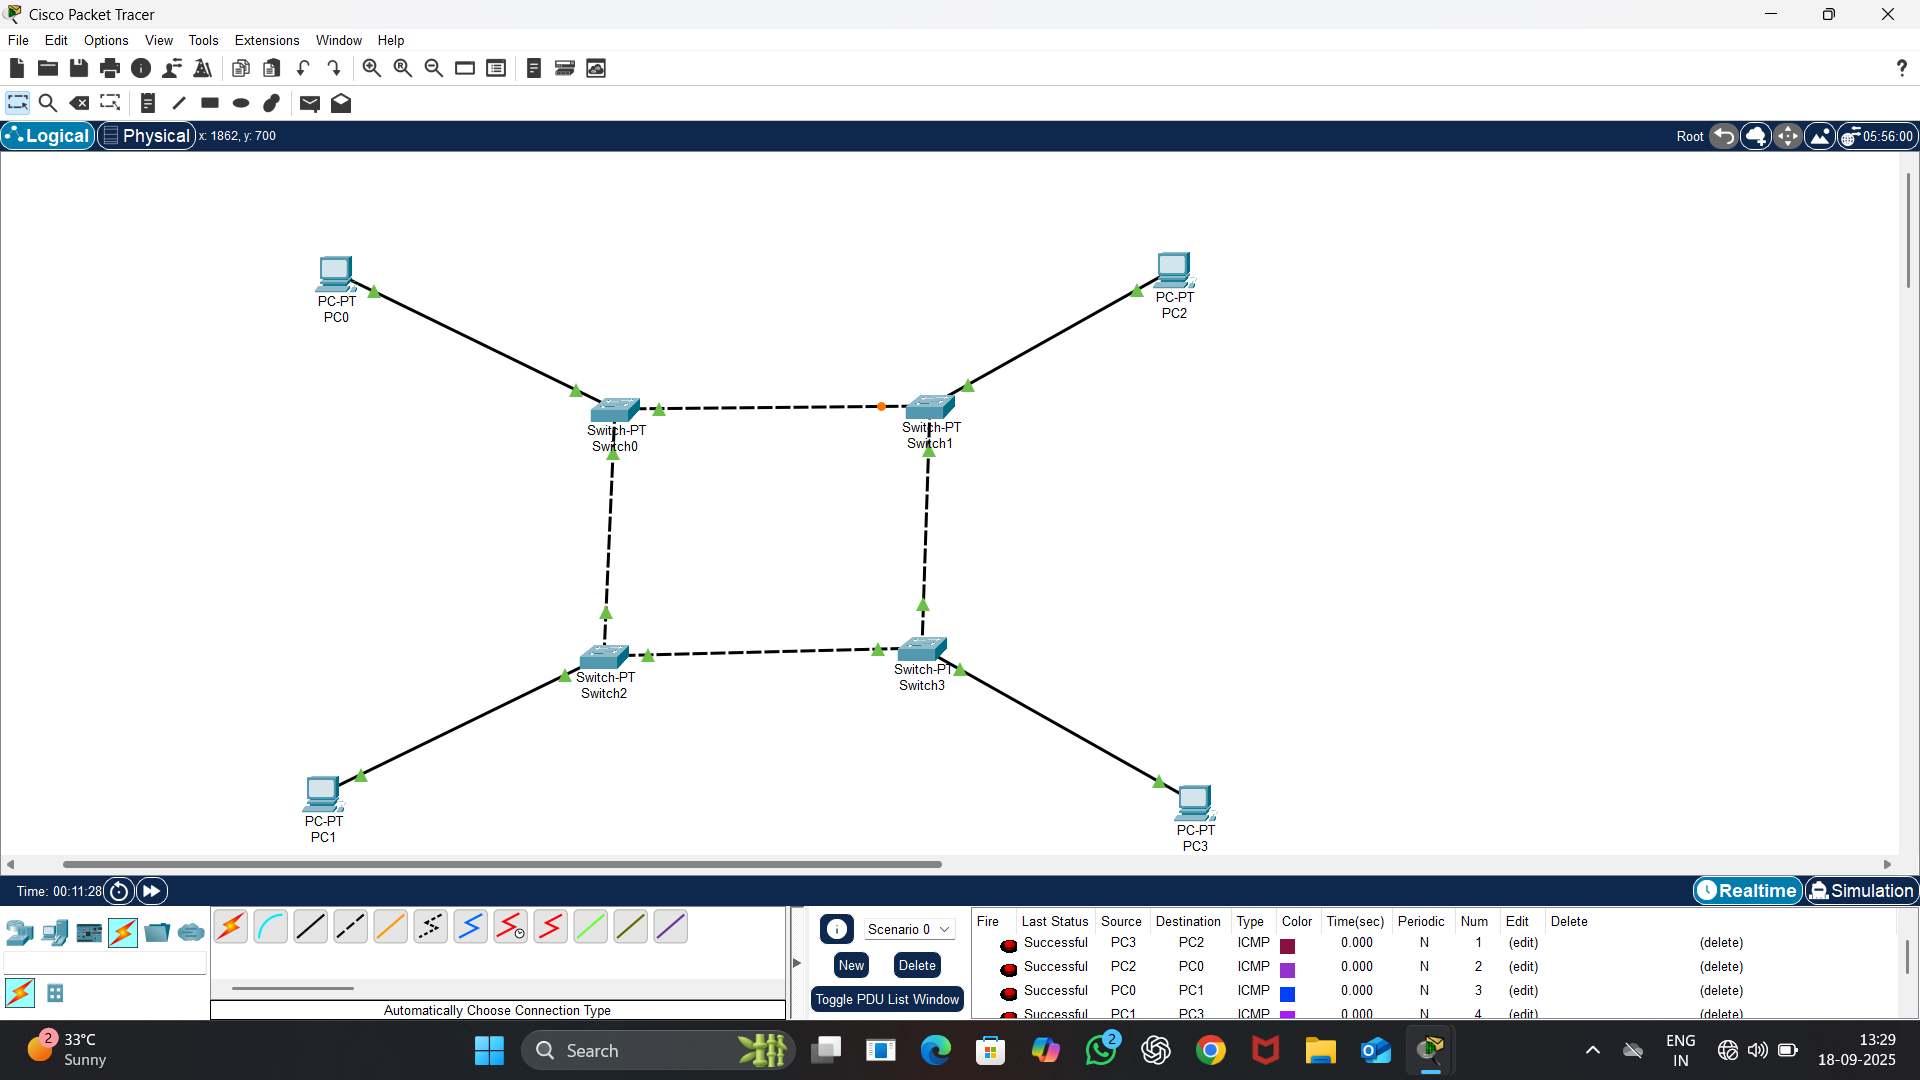 Cisco Packet Tracer
File Edit Options View Tools Extensions Window Help
?
Logical Physical x: 1862, y: 700 Root 05:56:00
PC-PT
PC0
PC-PT
PC2
Switch-PT
Switch0
Switch-PT
Switch1
Switch-PT
Switch2
Switch-PT
Switch3
PC-PT
PC1
PC-PT
PC3
Time: 00:11:28 Realtime Simulation
Scenario 0
New Delete
Toggle PDU List Window
Automatically Choose Connection Type
Fire Last Status Source Destination Type Color Time(sec) Periodic Num Edit Delete
Successful PC3 PC2 ICMP 0.000 N 1 (edit) (delete)
Successful PC2 PC0 ICMP 0.000 N 2 (edit) (delete)
Successful PC0 PC1 ICMP 0.000 N 3 (edit) (delete)
Successful PC1 PC3 ICMP 0.000 N 4 (edit) (delete)
2 33°C
Sunny
Search
2
ENG
IN
13:29
18-09-2025